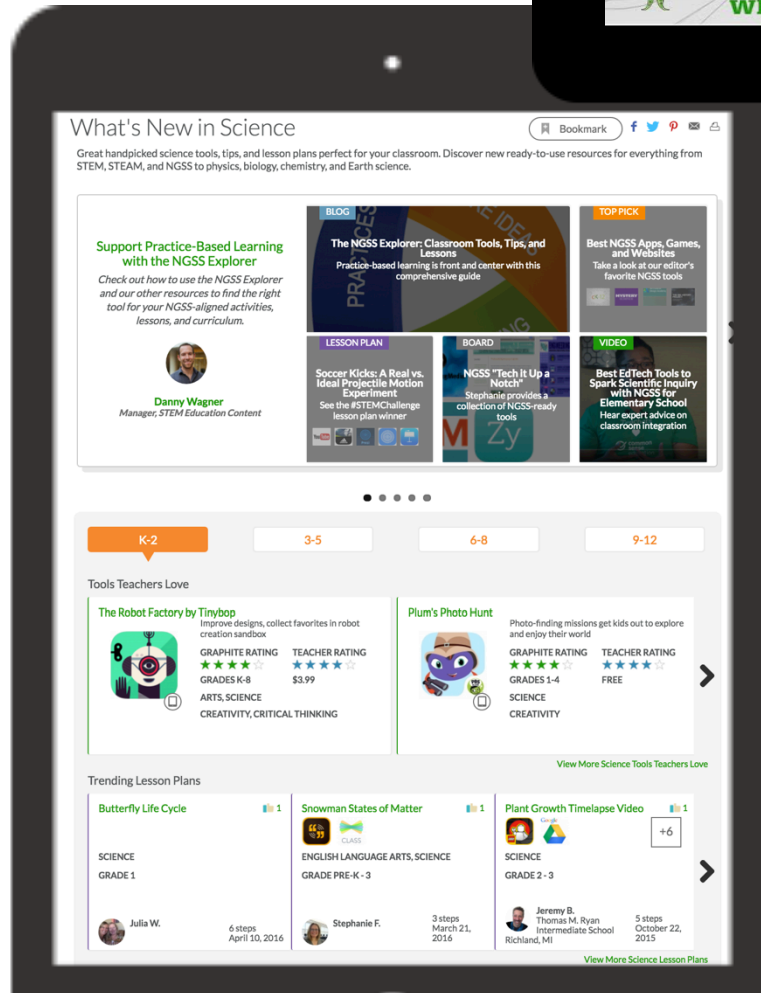 What's New in Science
Bookmark
Great handpicked science tools, tips, and lesson plans perfect for your classroom. Discover new ready-to-use resources for everything from
STEM, STEAM, and NGSS to physics, biology, chemistry, and Earth science.
Support Practice-Based Learning
with the NGSS Explorer
Check out how to use the NGSS Explorer
and our other resources to find the right
tool for your NGSS-aligned activities,
lessons, and curriculum.
Danny Wagner
Manager, STEM Education Content
BLOG
PRACTICES
The NGSS Explorer: Classroom Tools, Tips, and
Lessons
Practice-based learning is front and center with this
comprehensive guide
TOP PICK
Best NGSS Apps, Games,
and Websites
Take a look at our editor's
favorite NGSS tools
LESSON PLAN
Soccer Kicks: A Real vs.
Ideal Projectile Motion
Experiment
See the #STEMChallenge
lesson plan winner
BOARD
NGSS "Tech it Up a
Notch"
Stephanie provides a
collection of NGSS-ready
tools
M Zy
VIDEO
Best EdTech Tools to
Spark Scientific Inquiry
with NGSS for
Elementary School
Hear expert advice on
classroom integration
K-2
3-5
6-8
9-12
Tools Teachers Love
The Robot Factory by Tinybop
Improve designs, collect favorites in robot
creation sandbox
GRAPHITE RATING TEACHER RATING
GRADES K-8 $3.99
ARTS, SCIENCE
CREATIVITY, CRITICAL THINKING
Plum's Photo Hunt
Photo-finding missions get kids out to explore
and enjoy their world
GRAPHITE RATING TEACHER RATING
GRADES 1-4 FREE
SCIENCE
CREATIVITY
View More Science Tools Teachers Love
Trending Lesson Plans
Butterfly Life Cycle 1
SCIENCE
GRADE 1
Julia W.
6 steps
April 10, 2016
Snowman States of Matter 1
CLASS
ENGLISH LANGUAGE ARTS, SCIENCE
GRADE PRE-K - 3
Stephanie F.
3 steps
March 21,
2016
Plant Growth Timelapse Video 1
Google
+6
SCIENCE
GRADE 2 - 3
Jeremy B.
Thomas M. Ryan
Intermediate School
Richland, MI
5 steps
October 22,
2015
View More Science Lesson Plans